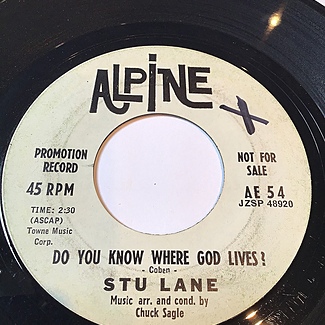 ALPiNE
X
PROMOTION
RECORD
NOT FOR
SALE
45 RPM
AE 54
JZSP 48920
TIME: 2:30
(ASCAP)
Towne Music
Corp.
DO YOU KNOW WHERE GOD LIVES?
- Coben -
STU LANE
Music arr. and cond. by
Chuck Sagle